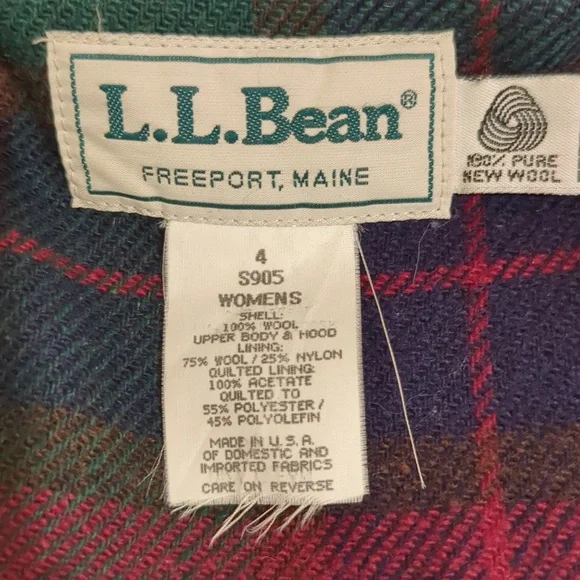 L.L.Bean®
FREEPORT, MAINE
100% PURE
NEW WOOL
4
S905
WOMENS
SHELL:
100% WOOL
UPPER BODY & HOOD
LINING:
75% WOOL / 25% NYLON
QUILTED LINING:
100% ACETATE
QUILTED TO
55% POLYESTER /
45% POLYOLEFIN
MADE IN U.S.A.
OF DOMESTIC AND
IMPORTED FABRICS
CARE ON REVERSE